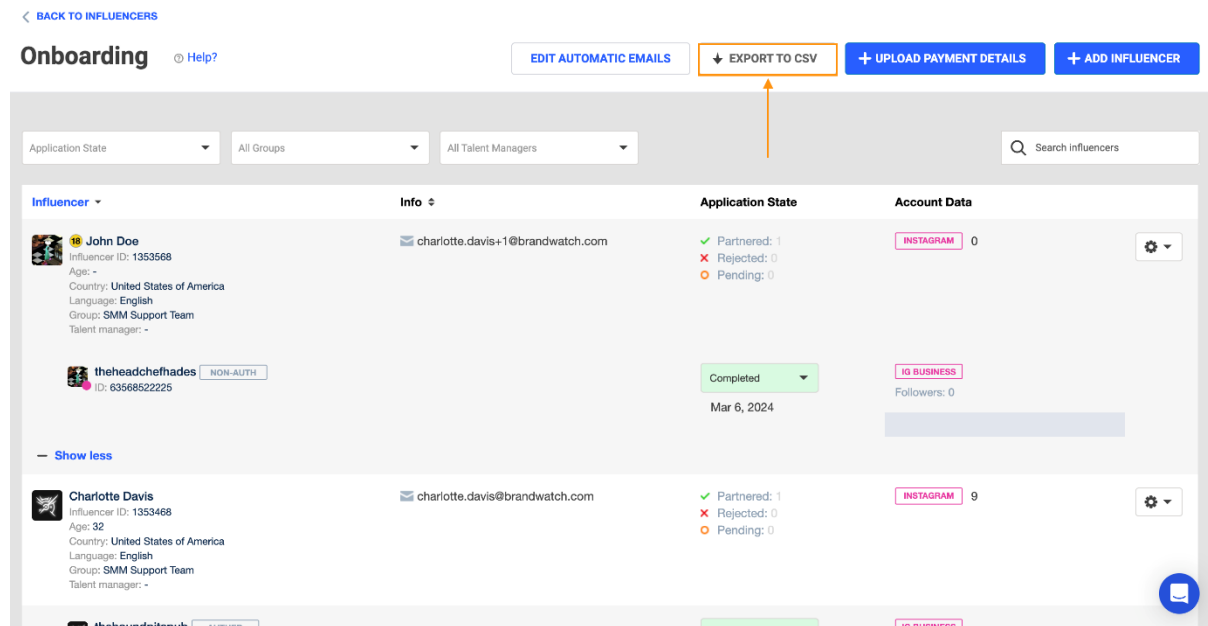 BACK TO INFLUENCERS
Onboarding
Help?
EDIT AUTOMATIC EMAILS
EXPORT TO CSV
UPLOAD PAYMENT DETAILS
ADD INFLUENCER
Application State
All Groups
All Talent Managers
Search influencers
Influencer
Info
Application State
Account Data
18 John Doe
Influencer ID: 1353568
Age: -
Country: United States of America
Language: English
Group: SMM Support Team
Talent manager: -
charlotte.davis+1@brandwatch.com
Partnered: 1
Rejected: 0
Pending: 0
INSTAGRAM 0
theheadchefhades NON-AUTH
ID: 63568522225
Completed
Mar 6, 2024
IG BUSINESS
Followers: 0
Show less
Charlotte Davis
Influencer ID: 1353468
Age: 32
Country: United States of America
Language: English
Group: SMM Support Team
Talent manager: -
charlotte.davis@brandwatch.com
Partnered: 1
Rejected: 0
Pending: 0
INSTAGRAM 9
IG BUSINESS